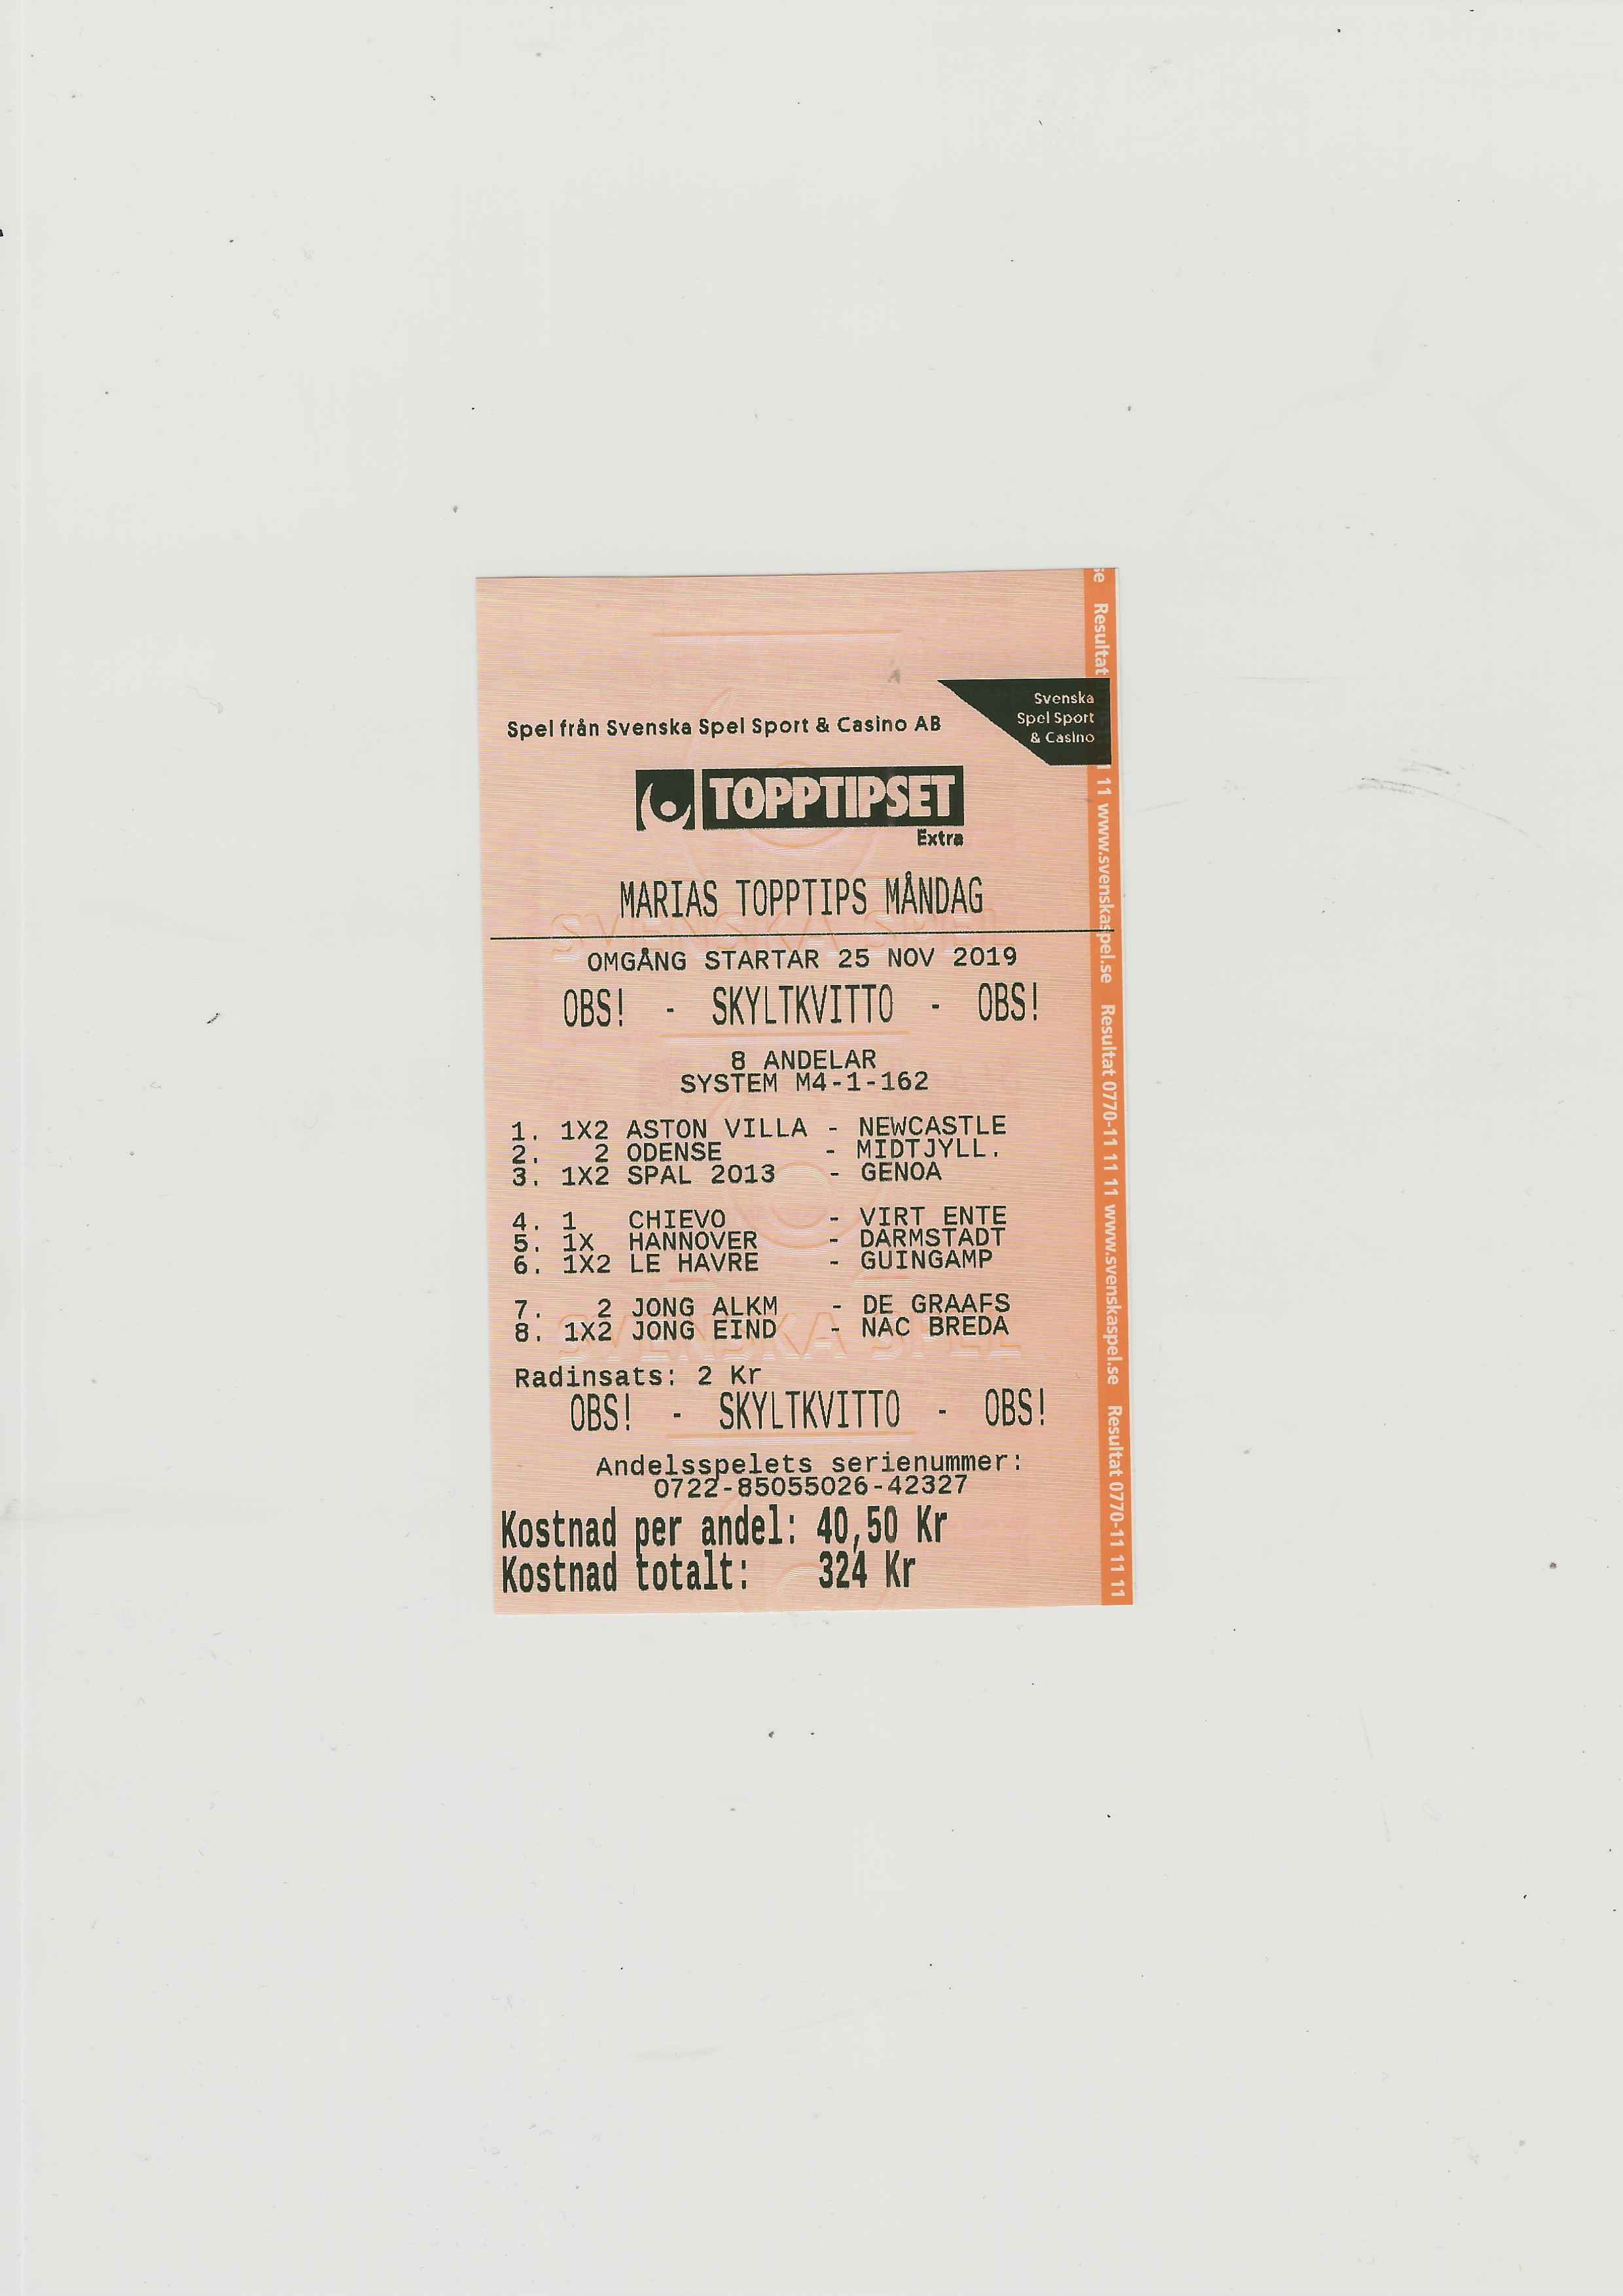 Svenska
Spel Sport
& Casino
Spel från Svenska Spel Sport & Casino AB
TOPPTIPSET
Extra
MARIAS TOPPTIPS MÅNDAG
OMGÅNG STARTAR 25 NOV 2019
OBS! - SKYLTKVITTO - OBS!
8 ANDELAR
SYSTEM M4-1-162
1. 1X2 ASTON VILLA - NEWCASTLE
2. 2 ODENSE - MIDTJYLL.
3. 1X2 SPAL 2013 - GENOA
4. 1 CHIEVO - VIRT ENTE
5. 1X HANNOVER - DARMSTADT
6. 1X2 LE HAVRE - GUINGAMP
7. 2 JONG ALKM - DE GRAAFS
8. 1X2 JONG EIND - NAC BREDA
Radinsats: 2 Kr
OBS! - SKYLTKVITTO - OBS!
Andelsspelets serienummer:
0722-85055026-42327
Kostnad per andel: 40,50 Kr
Kostnad totalt: 324 Kr
se Resultat 11 www.svenskaspel.se Resultat 0770-11 11 11 www.svenskaspel.se Resultat 0770-11 11 11
SVENSKA SPEL
SVENSKA SPEL